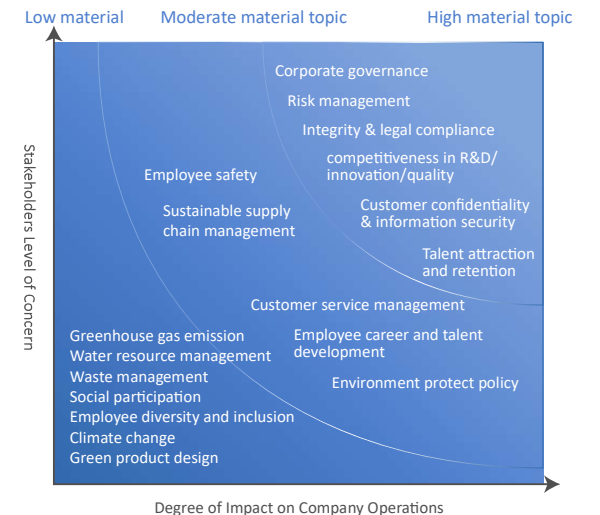 Low material
Moderate material topic
High material topic
Corporate governance
Risk management
Integrity & legal compliance
competitiveness in R&D/
innovation/quality
Employee safety
Customer confidentiality
& information security
Sustainable supply
chain management
Talent attraction
and retention
Stakeholders Level of Concern
Customer service management
Employee career and talent
development
Environment protect policy
Greenhouse gas emission
Water resource management
Waste management
Social participation
Employee diversity and inclusion
Climate change
Green product design
Degree of Impact on Company Operations